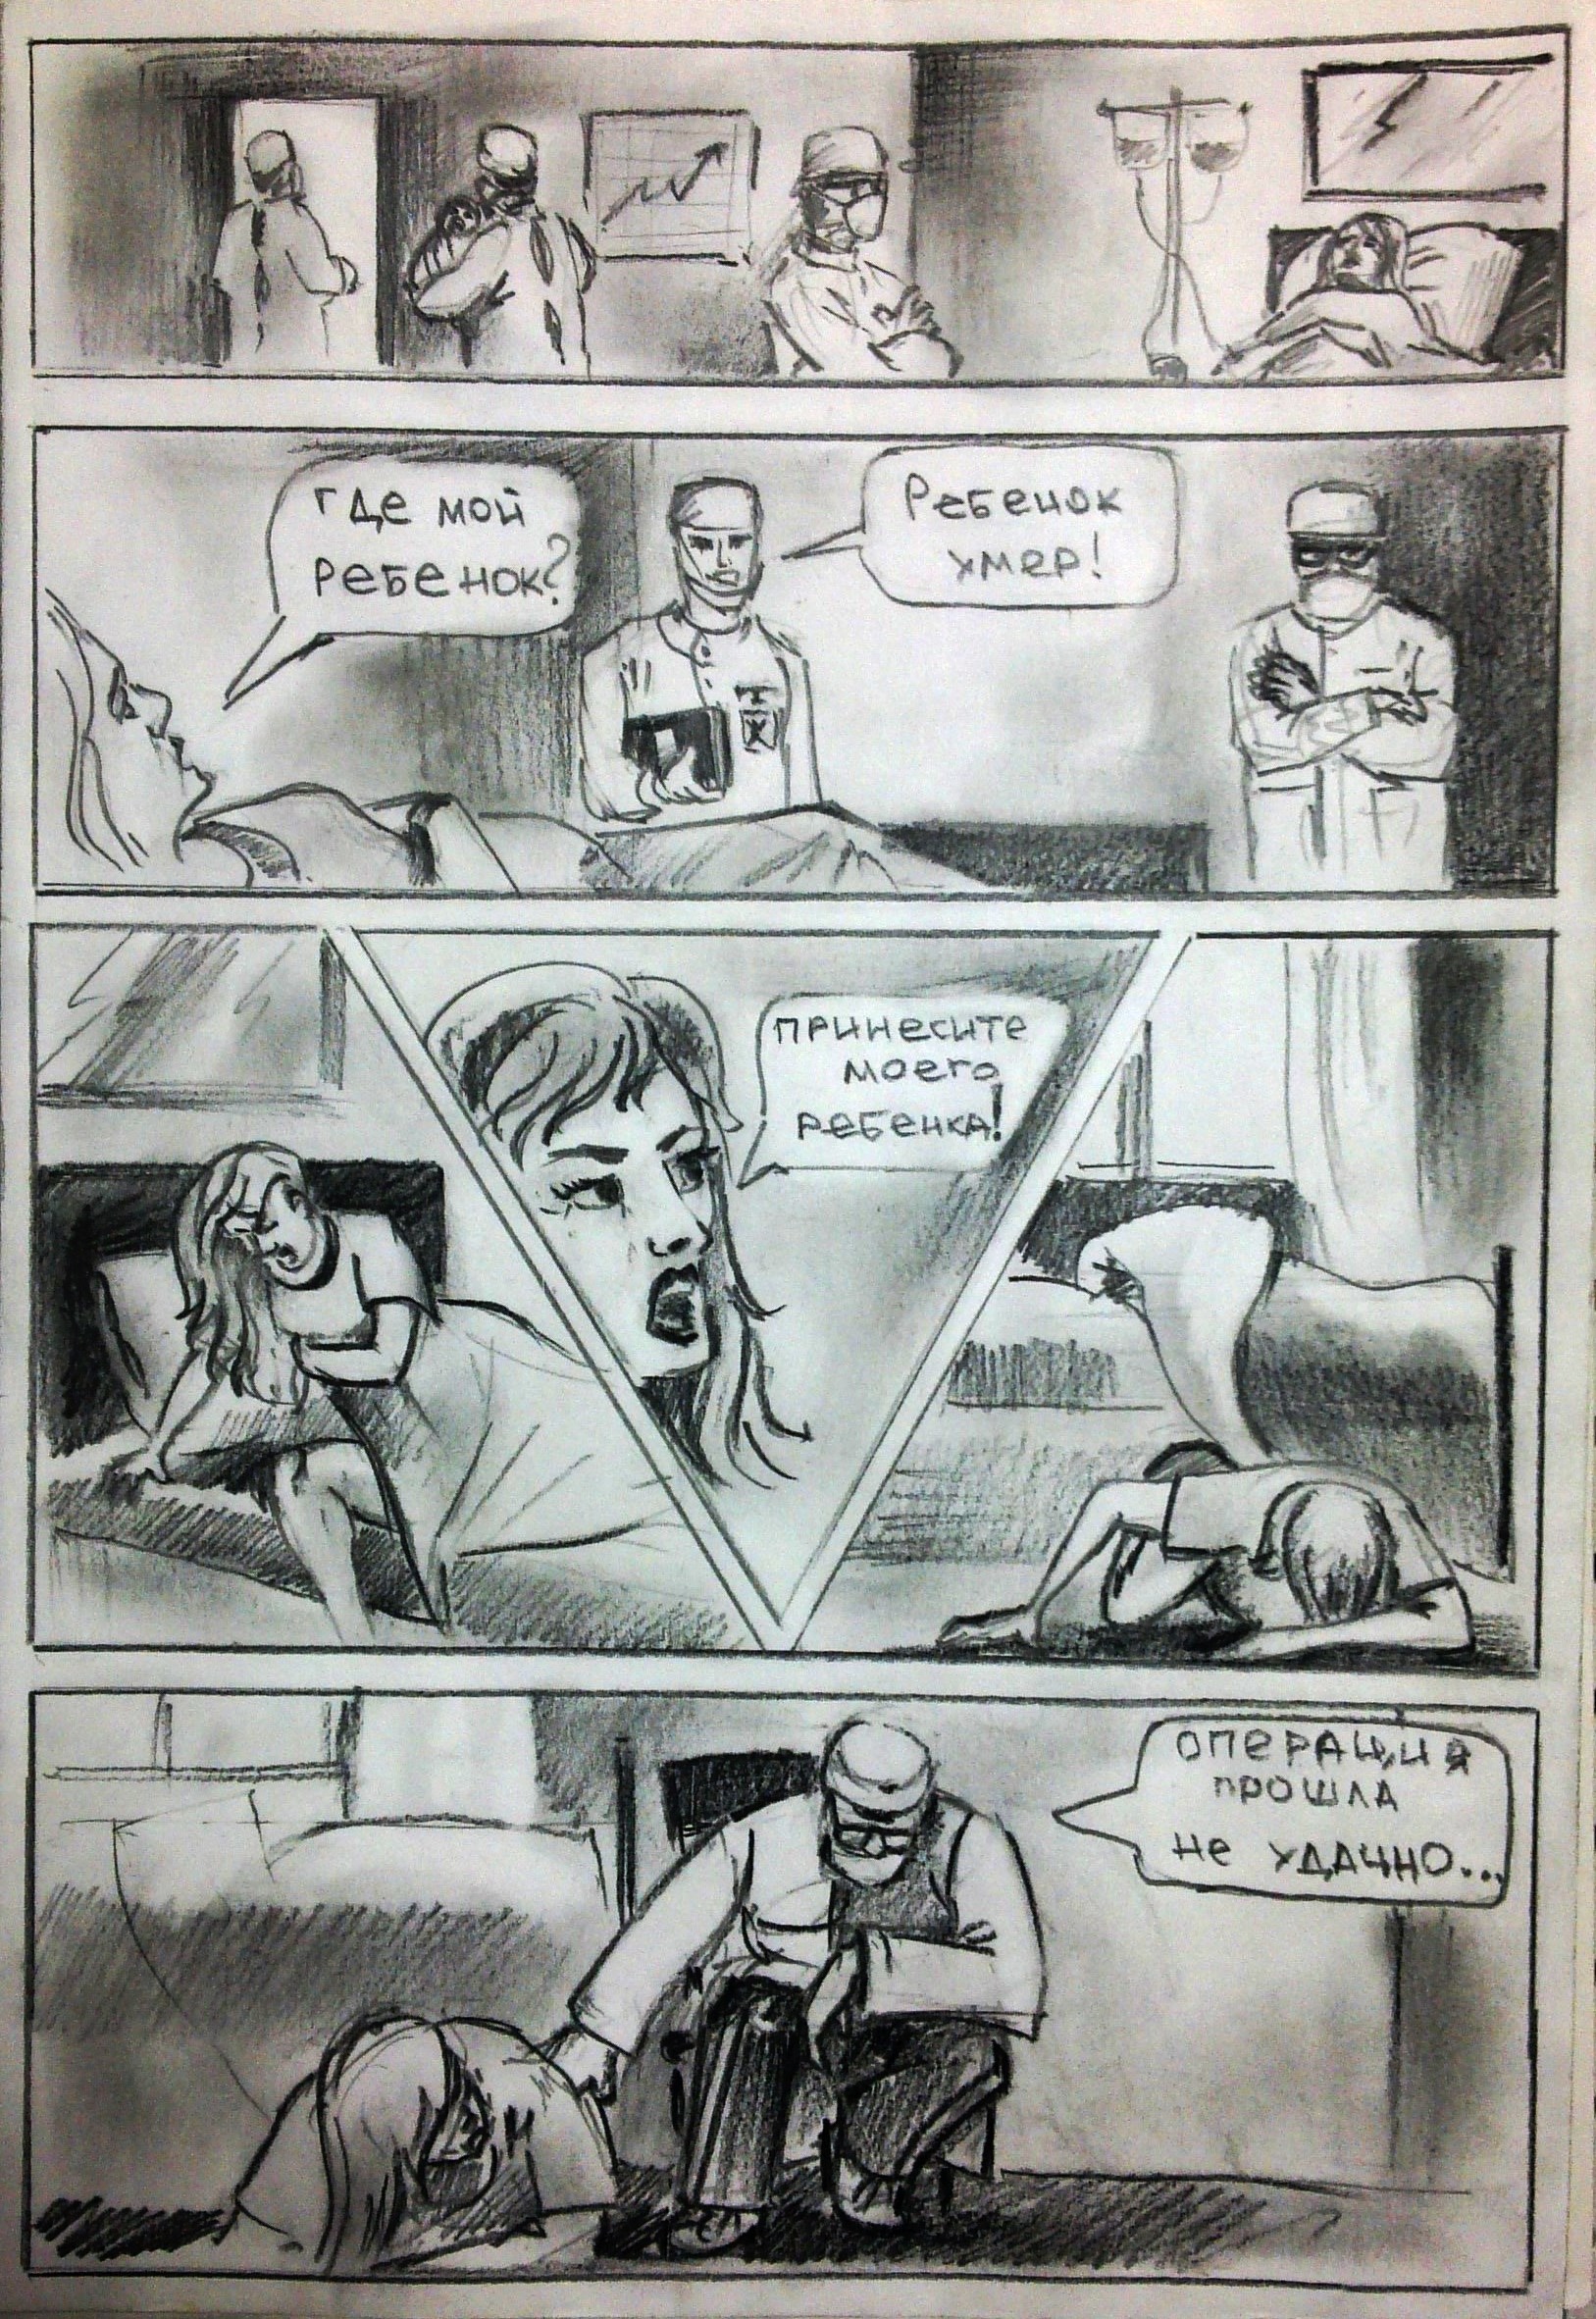 где мой
ребенок?
Ребенок
умер!
принесите
моего
ребенка!
операция
прошла
не удачно...